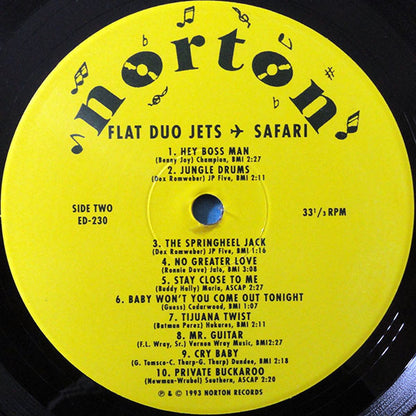 norton
FLAT DUO JETS ✈ SAFARI
1. HEY BOSS MAN
(Benny Joy) Champion, BMI 2:27
2. JUNGLE DRUMS
(Dex Romweber) JP Five, BMI 2:11
SIDE TWO
ED-230
33 1/3 RPM
3. THE SPRINGHEEL JACK
(Dex Romweber) JP Five, BMI 1:16
4. NO GREATER LOVE
(Ronnie Dave) Jalo, BMI 3:08
5. STAY CLOSE TO ME
(Buddy Holly) Maria, ASCAP 2:27
6. BABY WON'T YOU COME OUT TONIGHT
(Guess) Cedarwood, BMI 1:07
7. TIJUANA TWIST
(Batman Perez) Hakares, BMI 2:11
8. MR. GUITAR
(F.L. Wray, Sr.) Vernon Wray Music, BMI2:27
9. CRY BABY
(G. Tomsco-C. Tharp-G. Tharp) Dundee, BMI 2:18
10. PRIVATE BUCKAROO
(Newman-Wrubel) Southern, ASCAP 2:20
℗ & © 1993 NORTON RECORDS